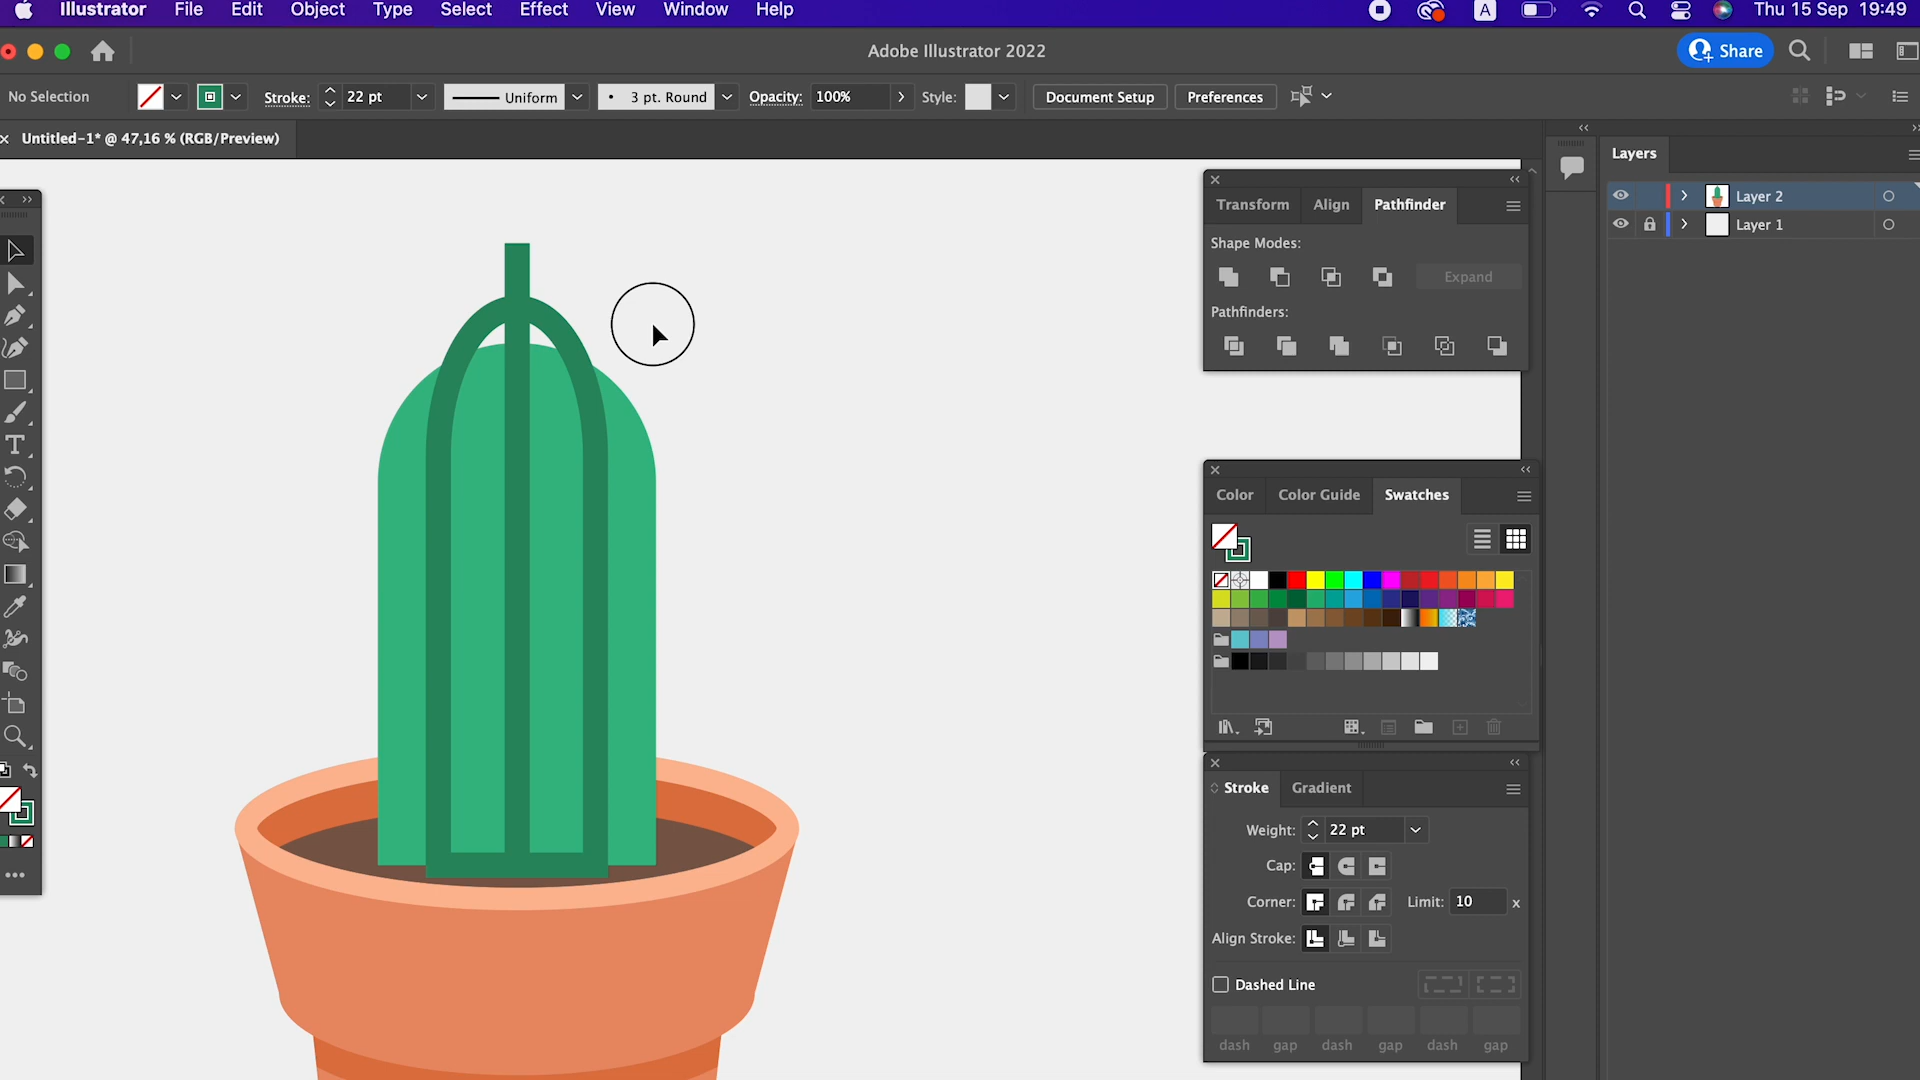 Illustrator File Edit Object Type Select Effect View Window Help A Thu 15 Sep 19:49
Adobe Illustrator 2022 Share
No Selection Stroke: 22 pt Uniform 3 pt. Round Opacity: 100% Style: Document Setup Preferences
Untitled-1* @ 47,16 % (RGB/Preview)
Layers
Layer 2
Layer 1
Transform Align Pathfinder
Shape Modes:
Expand
Pathfinders:
Color Color Guide Swatches
Stroke Gradient
Weight: 22 pt
Cap:
Corner: Limit: 10 x
Align Stroke:
Dashed Line
dash gap dash gap dash gap